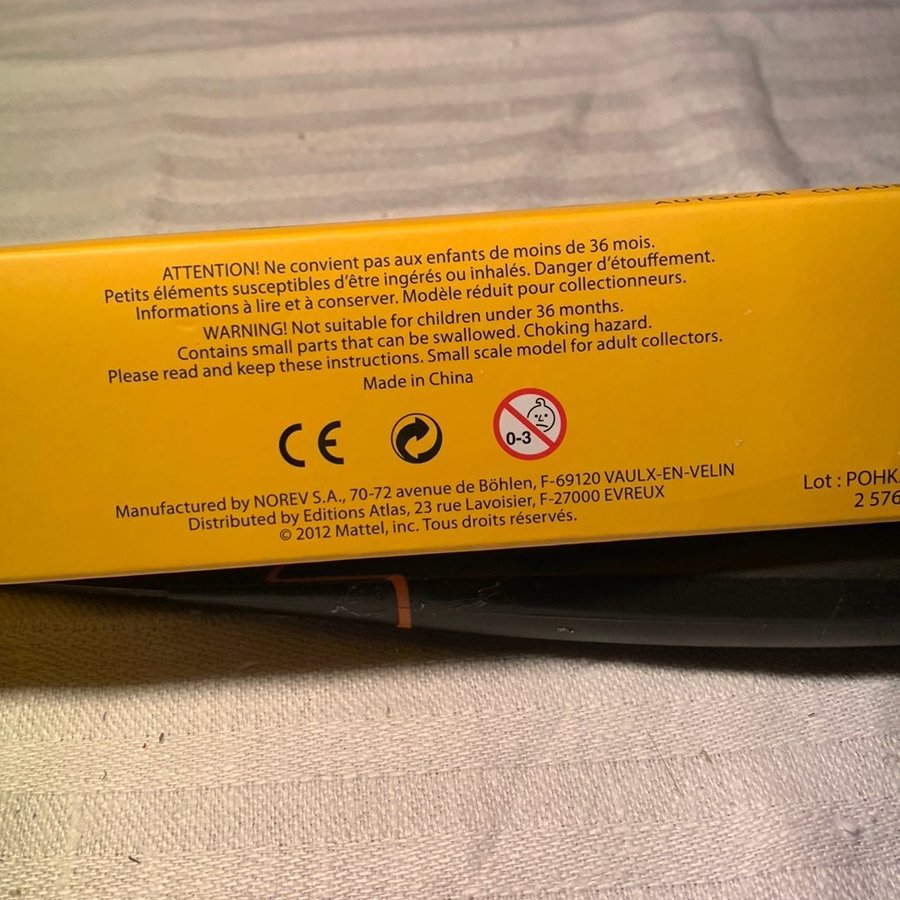 AUTOCAR
ATTENTION! Ne convient pas aux enfants de moins de 36 mois.
Petits éléments susceptibles d'être ingérés ou inhalés. Danger d'étouffement.
Informations à lire et à conserver. Modèle réduit pour collectionneurs.
WARNING! Not suitable for children under 36 months.
Contains small parts that can be swallowed. Choking hazard.
Please read and keep these instructions. Small scale model for adult collectors.
Made in China
CE
0-3
Manufactured by NOREV S.A., 70-72 avenue de Böhlen, F-69120 VAULX-EN-VELIN
Distributed by Editions Atlas, 23 rue Lavoisier, F-27000 EVREUX
© 2012 Mattel, inc. Tous droits réservés.
Lot : POHK
2 576